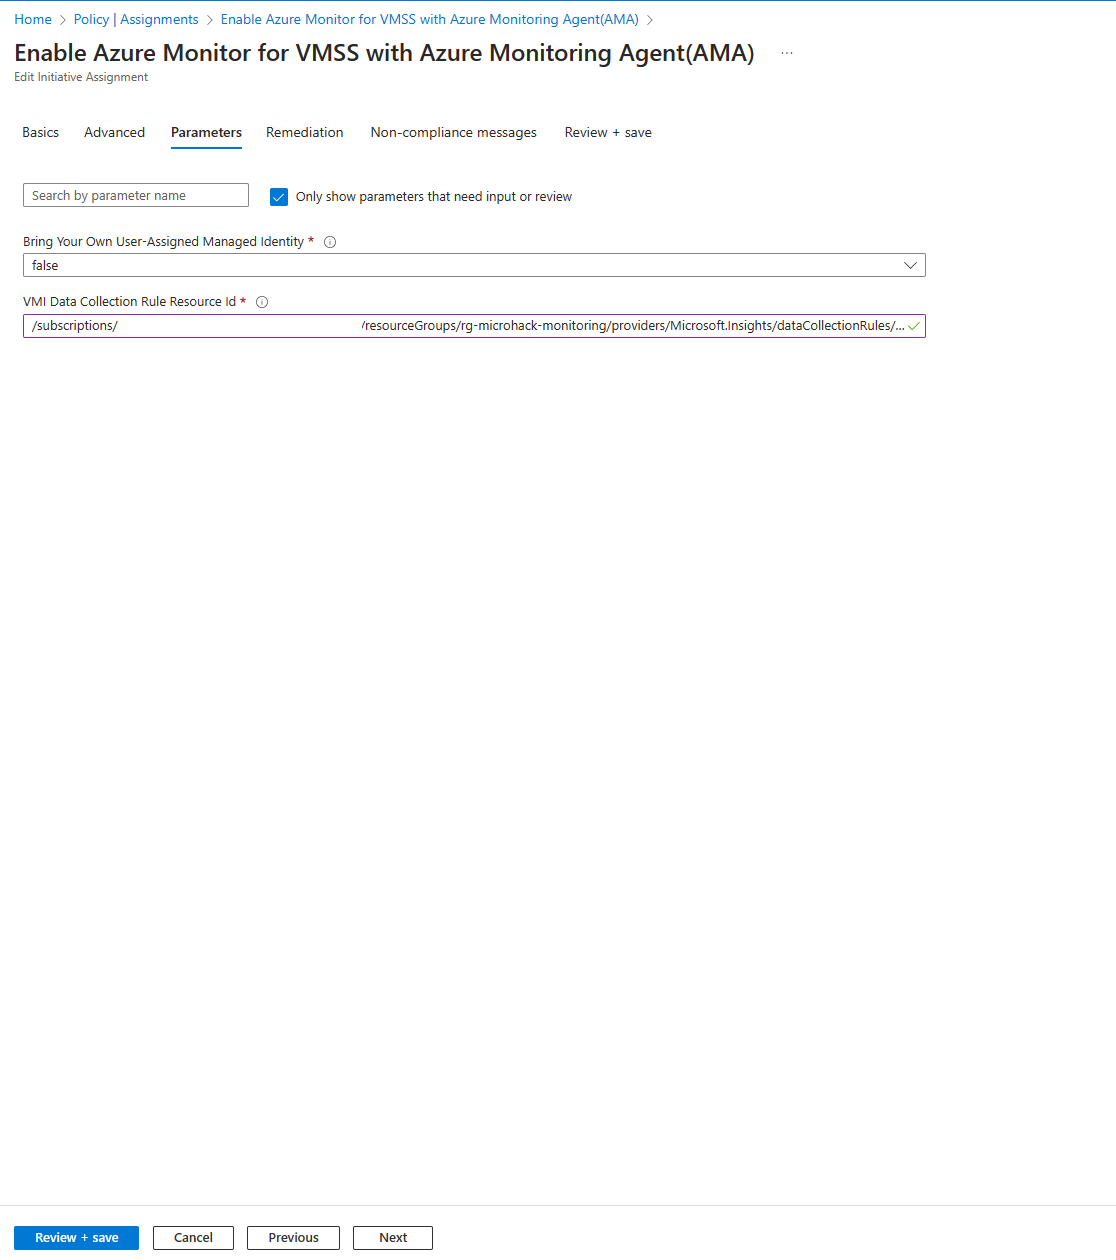 Home > Policy | Assignments > Enable Azure Monitor for VMSS with Azure Monitoring Agent(AMA) >
Enable Azure Monitor for VMSS with Azure Monitoring Agent(AMA) ...
Edit Initiative Assignment
Basics Advanced Parameters Remediation Non-compliance messages Review + save
Search by parameter name Only show parameters that need input or review
Bring Your Own User-Assigned Managed Identity *
false
VMI Data Collection Rule Resource Id *
/subscriptions/ /resourceGroups/rg-microhack-monitoring/providers/Microsoft.Insights/dataCollectionRules/...
Review + save Cancel Previous Next